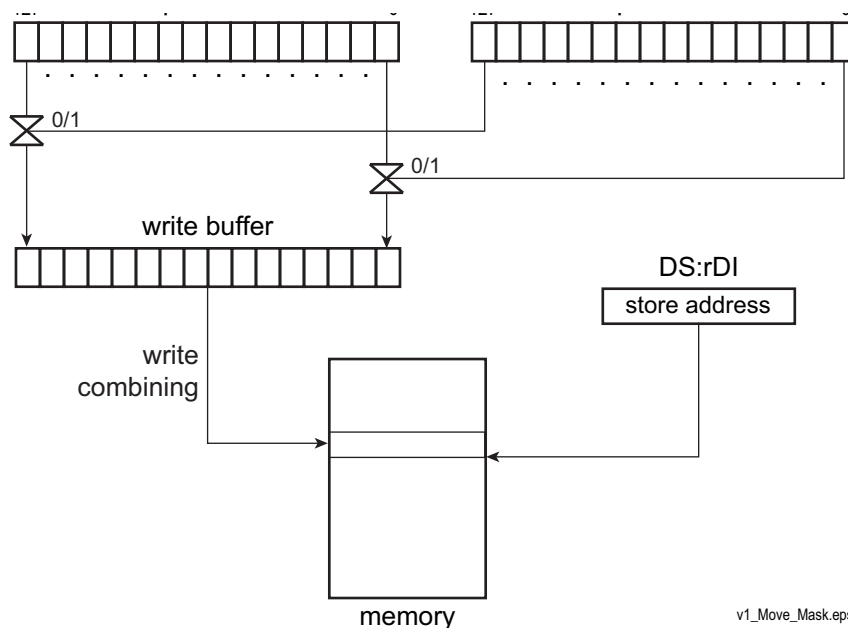 0/1
0/1
write buffer
DS:rDI
store address
write
combining
memory
v1_Move_Mask.eps